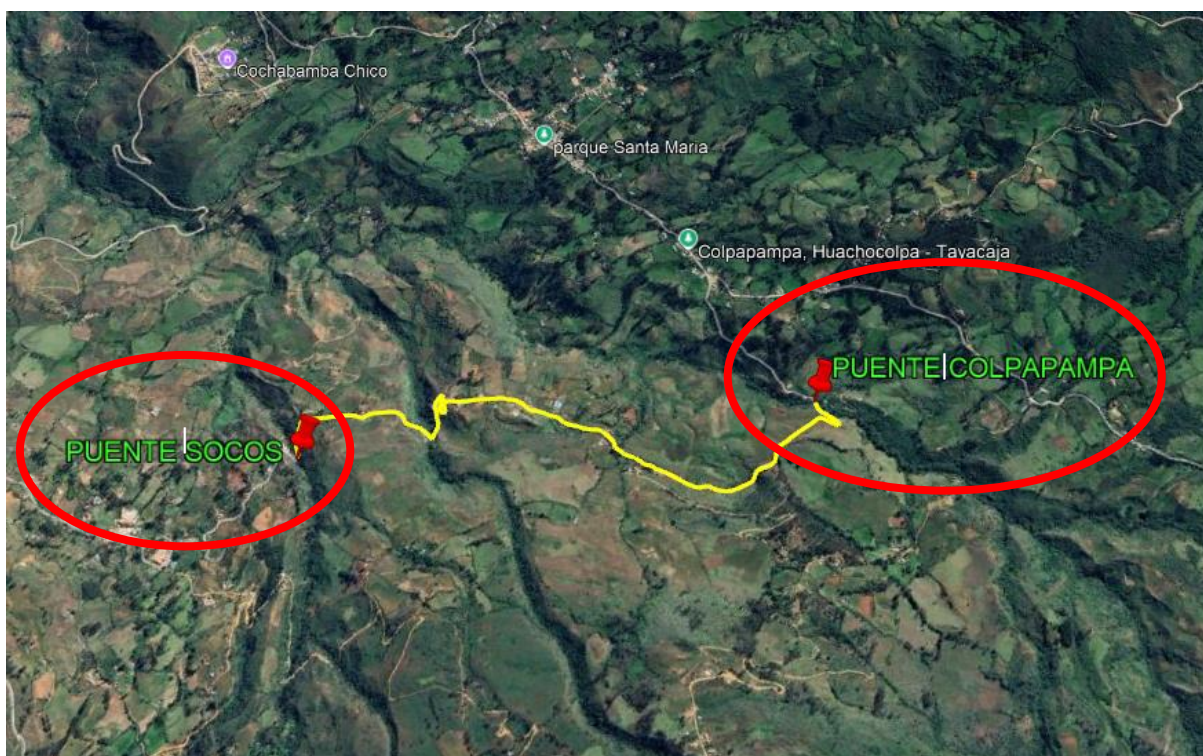 Cochabamba Chico
parque Santa Maria
Colpapampa, Huachocolpa - Tayacaja
PUENTE COLPAPAMPA
PUENTE SOCOS